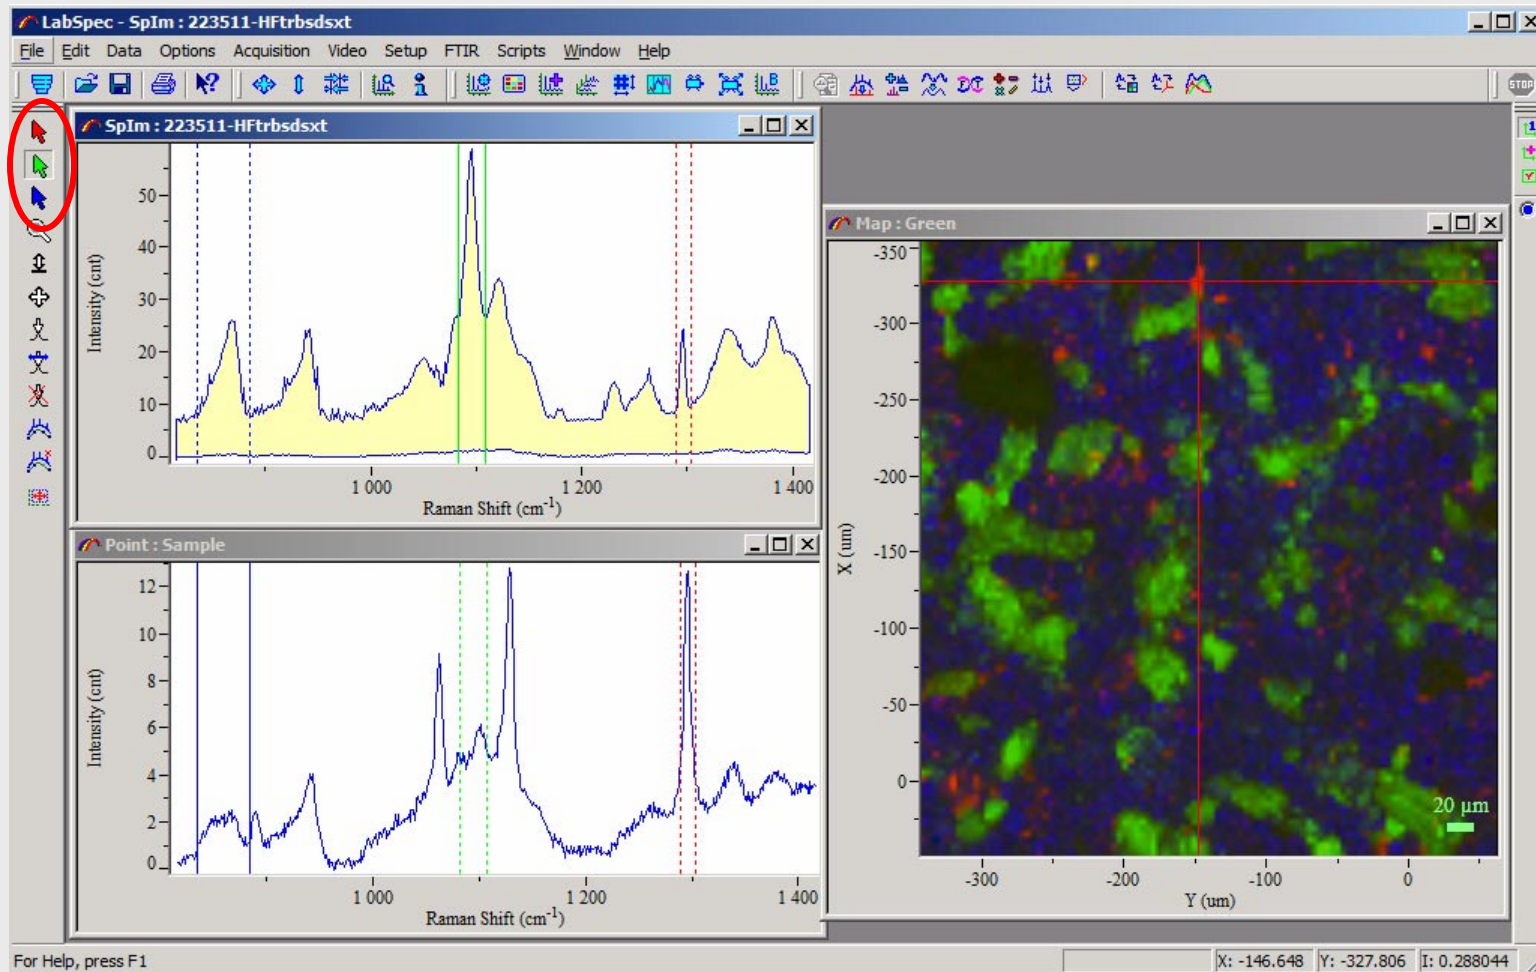 LabSpec - SpIm : 223511-HFtrbsdsxt
File Edit Data Options Acquisition Video Setup FTIR Scripts Window Help
STOP
SpIm : 223511-HFtrbsdsxt
50
40
30
20
10
0
Intensity (cnt)
1 000 1 200 1 400
Raman Shift (cm-1)
Point : Sample
12
10
8
6
4
2
0
Intensity (cnt)
1 000 1 200 1 400
Raman Shift (cm-1)
Map : Green
-350
-300
-250
-200
-150
-100
-50
0
X (um)
20 µm
-300 -200 -100 0
Y (um)
For Help, press F1
X: -146.648 Y: -327.806 I: 0.288044